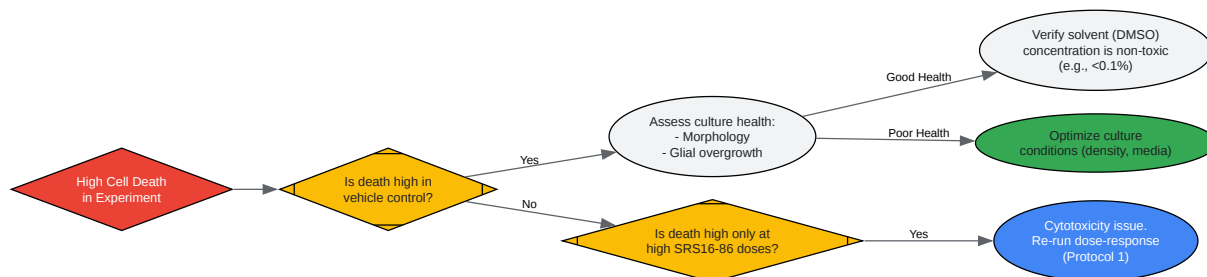 High Cell Death
in Experiment
Is death high in
vehicle control?
Yes
No
Assess culture health:
- Morphology
- Glial overgrowth
Good Health
Poor Health
Verify solvent (DMSO)
concentration is non-toxic
(e.g., <0.1%)
Optimize culture
conditions (density, media)
Is death high only at
high SRS16-86 doses?
Yes
Cytotoxicity issue.
Re-run dose-response
(Protocol 1)